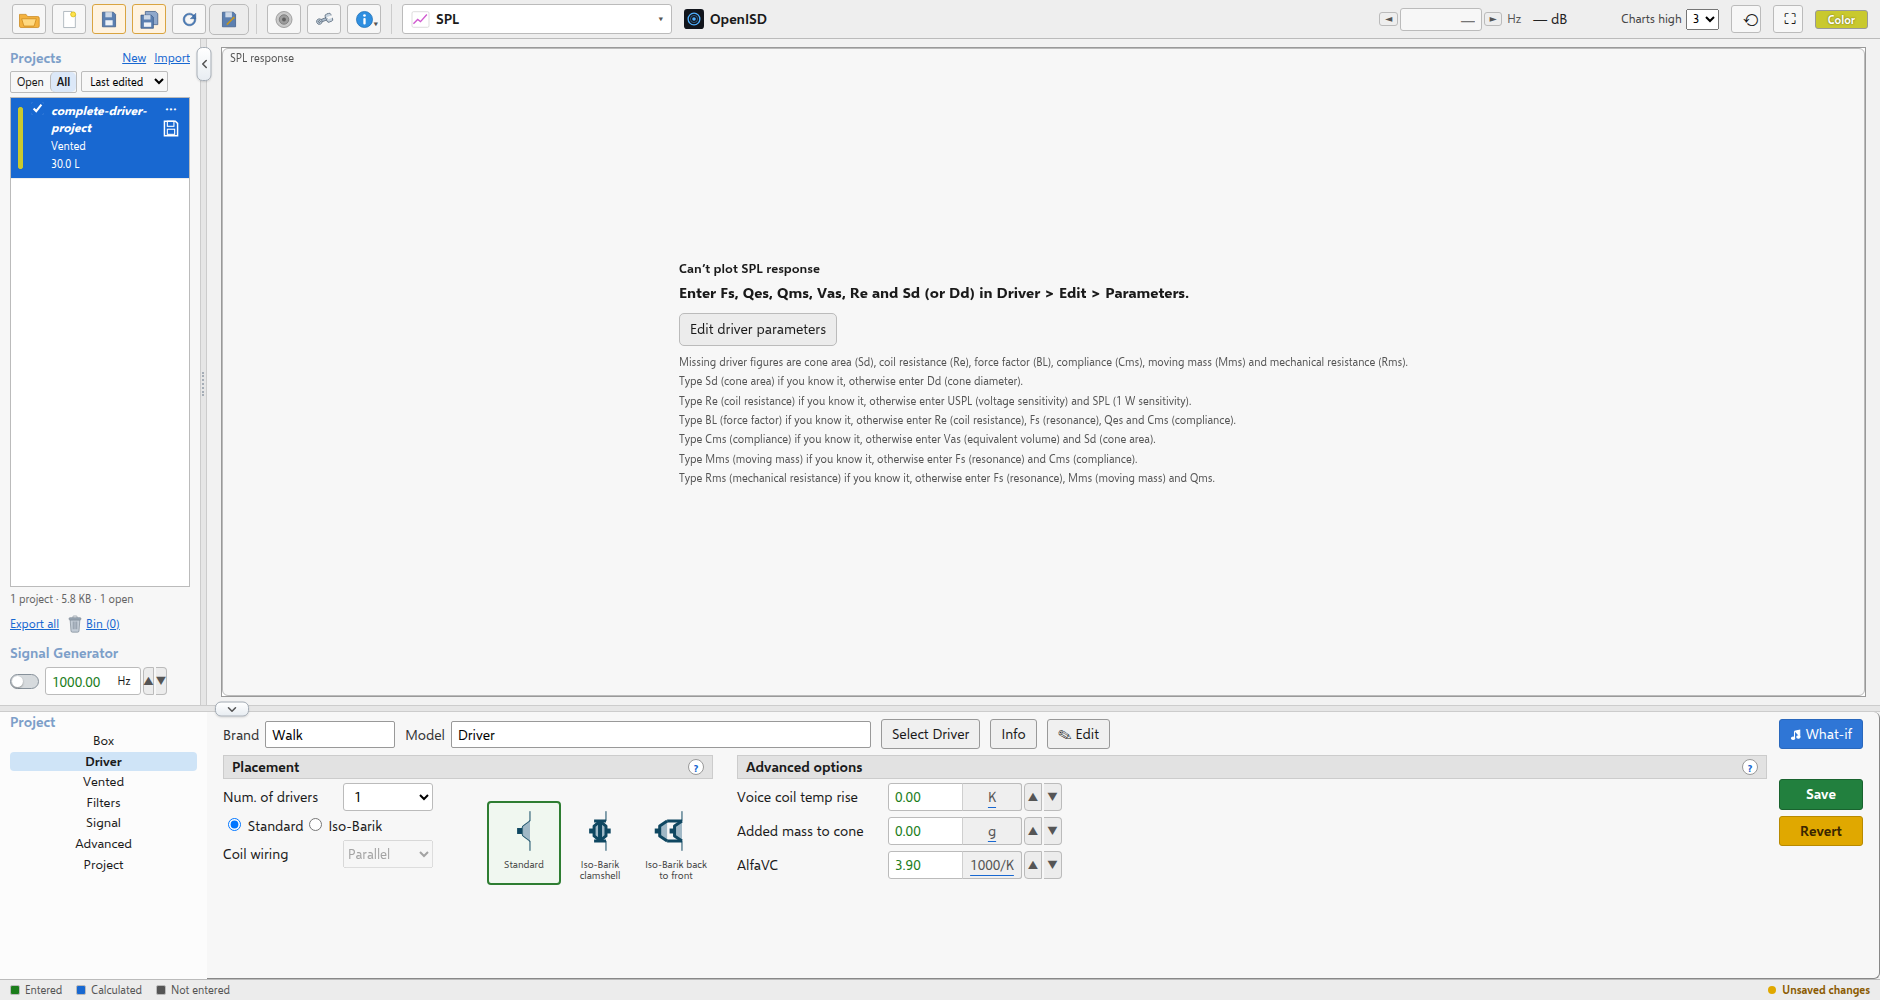 SPL
OpenISD
—
Hz
— dB
Charts high
3
Color
Projects
New
Import
Open
All
Last edited
complete-driver-
project
Vented
30.0 L
1 project · 5.8 KB · 1 open
Export all
Bin (0)
Signal Generator
1000.00
Hz
SPL response
Can’t plot SPL response
Enter Fs, Qes, Qms, Vas, Re and Sd (or Dd) in Driver > Edit > Parameters.
Edit driver parameters
Missing driver figures are cone area (Sd), coil resistance (Re), force factor (BL), compliance (Cms), moving mass (Mms) and mechanical resistance (Rms).
Type Sd (cone area) if you know it, otherwise enter Dd (cone diameter).
Type Re (coil resistance) if you know it, otherwise enter USPL (voltage sensitivity) and SPL (1 W sensitivity).
Type BL (force factor) if you know it, otherwise enter Re (coil resistance), Fs (resonance), Qes and Cms (compliance).
Type Cms (compliance) if you know it, otherwise enter Vas (equivalent volume) and Sd (cone area).
Type Mms (moving mass) if you know it, otherwise enter Fs (resonance) and Cms (compliance).
Type Rms (mechanical resistance) if you know it, otherwise enter Fs (resonance), Mms (moving mass) and Qms.
Project
Box
Driver
Vented
Filters
Signal
Advanced
Project
Brand
Walk
Model
Driver
Select Driver
Info
Edit
What-if
Placement
?
Num. of drivers
1
Standard
Iso-Barik
Coil wiring
Parallel
Standard
Iso-Barik
clamshell
Iso-Barik back
to front
Advanced options
?
Voice coil temp rise
0.00
K
Added mass to cone
0.00
g
AlfaVC
3.90
1000/K
Save
Revert
Entered
Calculated
Not entered
Unsaved changes